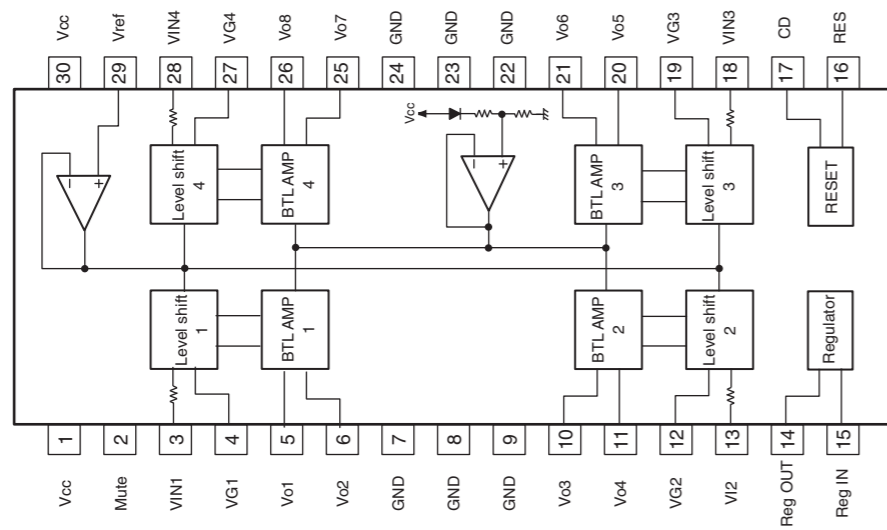 Vcc Vref VIN4 VG4 Vo8 Vo7 GND GND GND Vo6 Vo5 VG3 VIN3 CD RES
30 29 28 27 26 25 24 23 22 21 20 19 18 17 16
Vcc
− + − +
Level shift 4
BTL AMP 4
BTL AMP 3
Level shift 3
RESET
Level shift 1
BTL AMP 1
BTL AMP 2
Level shift 2
Regulator
1 2 3 4 5 6 7 8 9 10 11 12 13 14 15
Vcc Mute VIN1 VG1 Vo1 Vo2 GND GND GND Vo3 Vo4 VG2 VI2 Reg OUT Reg IN